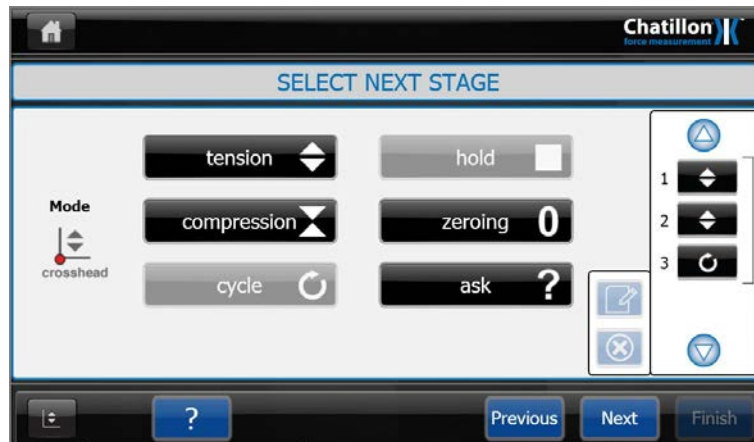 Chatillon
force measurement
SELECT NEXT STAGE
tension
hold
Mode
compression
zeroing 0
crosshead
cycle
ask ?
1
2
3
?
Previous
Next
Finish